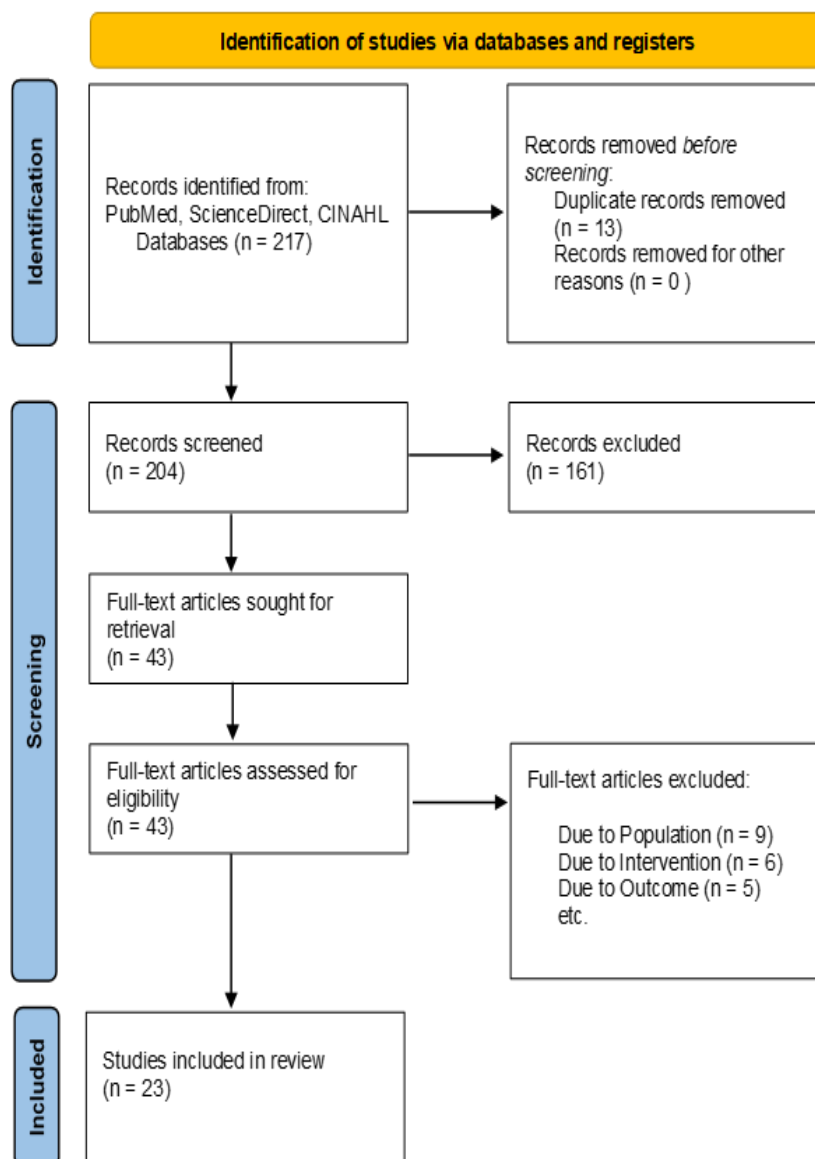 Identification of studies via databases and registers
Identification
Records identified from:
PubMed, ScienceDirect, CINAHL
Databases (n = 217)
Records removed before
screening:
Duplicate records removed
(n = 13)
Records removed for other
reasons (n = 0 )
Screening
Records screened
(n = 204)
Records excluded
(n = 161)
Full-text articles sought for
retrieval
(n = 43)
Full-text articles assessed for
eligibility
(n = 43)
Full-text articles excluded:
Due to Population (n = 9)
Due to Intervention (n = 6)
Due to Outcome (n = 5)
etc.
Included
Studies included in review
(n = 23)